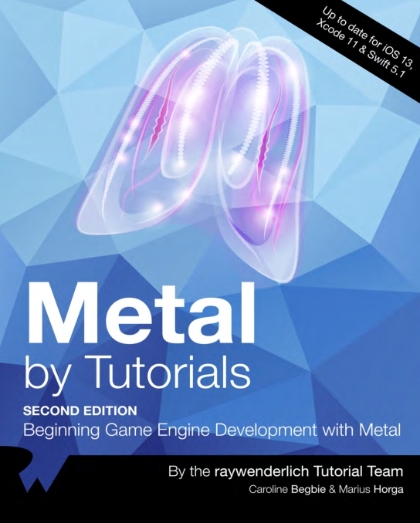 Up to date for iOS 13,
Xcode 11 & Swift 5.1
Metal
by Tutorials
SECOND EDITION
Beginning Game Engine Development with Metal
By the raywenderlich Tutorial Team
Caroline Begbie & Marius Horga